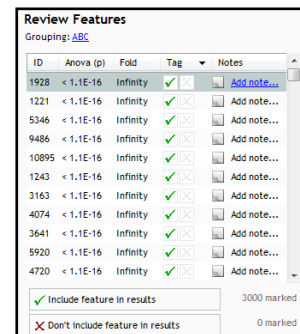 Review Features
Grouping: ABC
ID Anova (p) Fold Tag Notes
1928 < 1.1E-16 Infinity Add note...
1221 < 1.1E-16 Infinity Add note...
5346 < 1.1E-16 Infinity Add note...
9486 < 1.1E-16 Infinity Add note...
10895 < 1.1E-16 Infinity Add note...
1243 < 1.1E-16 Infinity Add note...
3163 < 1.1E-16 Infinity Add note...
4074 < 1.1E-16 Infinity Add note...
3641 < 1.1E-16 Infinity Add note...
5920 < 1.1E-16 Infinity Add note...
4720 < 1.1E-16 Infinity Add note...
Include feature in results 3000 marked
Don't include feature in results 0 marked